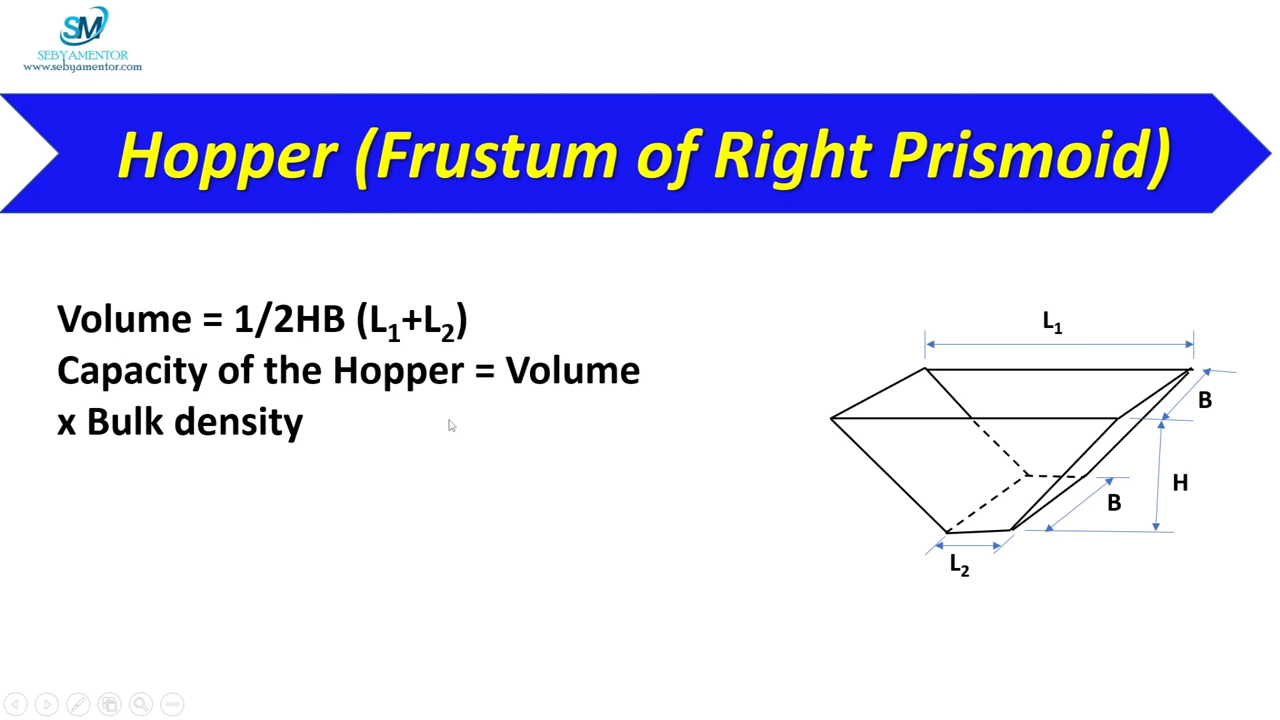 SM
SEBYAMENTOR
www.sebyamentor.com
Hopper (Frustum of Right Prismoid)
Volume = 1/2HB (L₁+L₂)
Capacity of the Hopper = Volume
x Bulk density
L₁
B
H
B
L₂